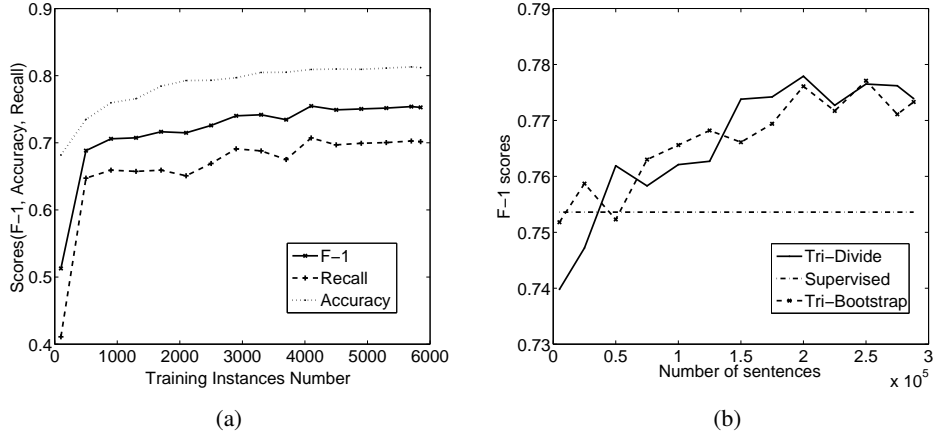 0.9
0.8
0.7
0.6
0.5
0.4
Scores(F−1, Accuracy, Recall)
F−1
Recall
Accuracy
0 1000 2000 3000 4000 5000 6000
Training Instances Number
(a)
0.79
0.78
0.77
0.76
0.75
0.74
0.73
F−1 scores
Tri−Divide
Supervised
Tri−Bootstrap
0 0.5 1 1.5 2 2.5 3
Number of sentences
x 10^5
(b)